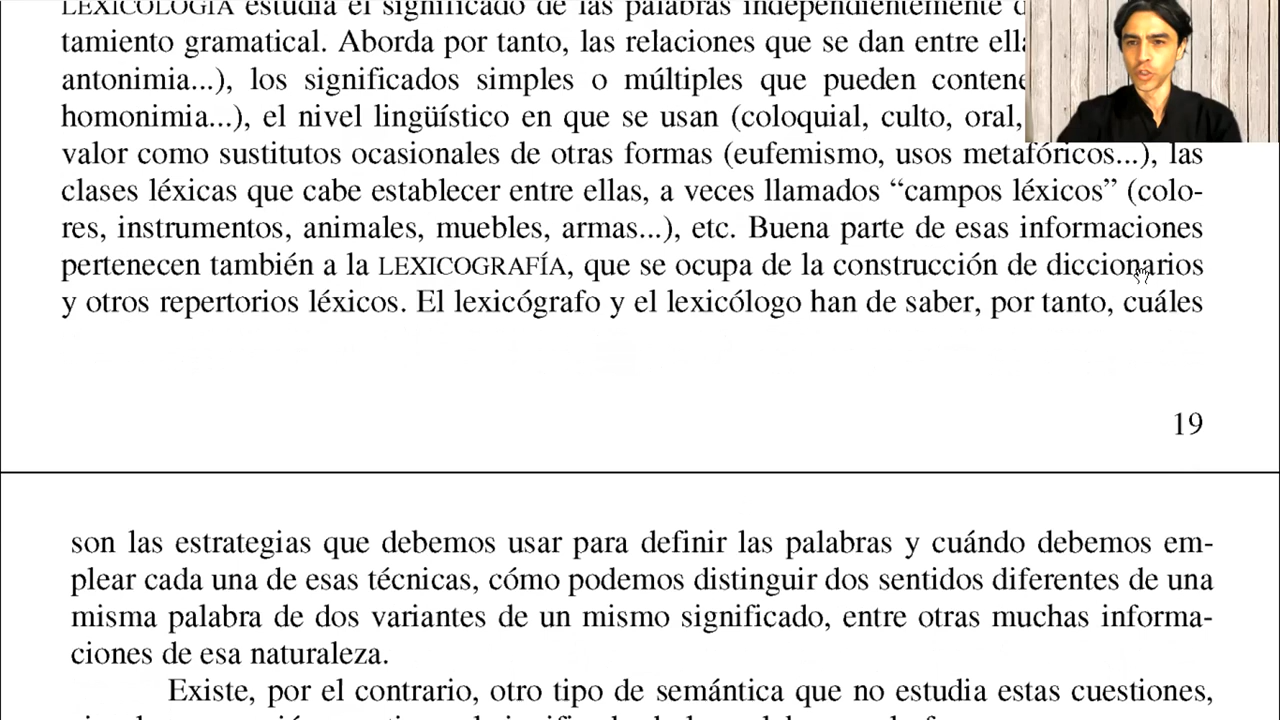 LEXICOLOGÍA estudia el significado de las palabras independientemente
tamiento gramatical. Aborda por tanto, las relaciones que se dan entre
antonimia...), los significados simples o múltiples que pueden
homonimia...), el nivel lingüístico en que se usan (coloquial, culto, oral,
valor como sustitutos ocasionales de otras formas (eufemismo, usos metafóricos...), las
clases léxicas que cabe establecer entre ellas, a veces llamados “campos léxicos” (colo-
res, instrumentos, animales, muebles, armas...), etc. Buena parte de esas informaciones
pertenecen también a la LEXICOGRAFÍA, que se ocupa de la construcción de diccionarios
y otros repertorios léxicos. El lexicógrafo y el lexicólogo han de saber, por tanto, cuáles
19
son las estrategias que debemos usar para definir las palabras y cuándo debemos em-
plear cada una de esas técnicas, cómo podemos distinguir dos sentidos diferentes de una
misma palabra de dos variantes de un mismo significado, entre otras muchas informa-
ciones de esa naturaleza.
Existe, por el contrario, otro tipo de semántica que no estudia estas cuestiones,